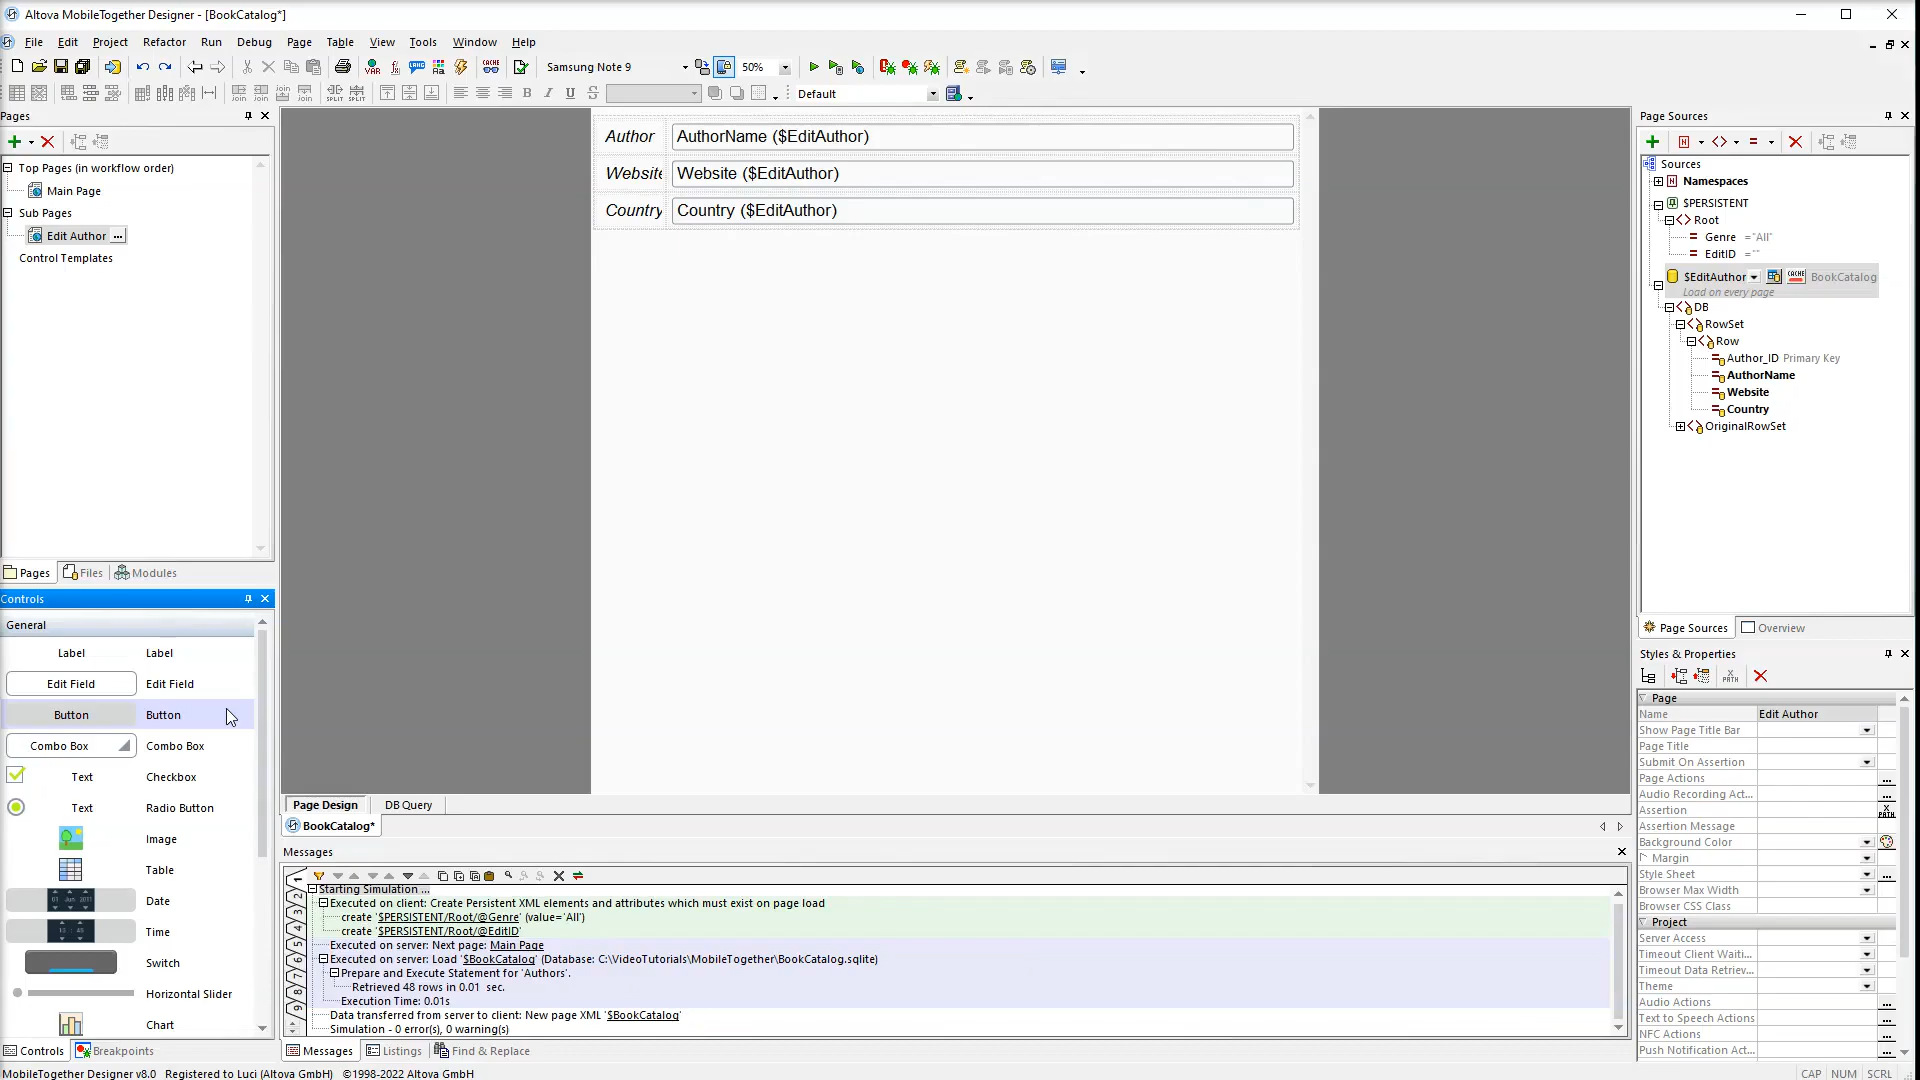 Altova MobileTogether Designer - [BookCatalog*]
File Edit Project Refactor Run Debug Page Table View Tools Window Help
Samsung Note 9 50%
Default
Pages
Top Pages (in workflow order)
Main Page
Sub Pages
Edit Author ...
Control Templates
Pages Files Modules
Controls
General
Label Label
Edit Field Edit Field
Button Button
Combo Box Combo Box
Text Checkbox
Text Radio Button
Image
Table
Date
Time
Switch
Horizontal Slider
Chart
Controls Breakpoints
Author AuthorName ($EditAuthor)
Website Website ($EditAuthor)
Country Country ($EditAuthor)
Page Design DB Query
BookCatalog*
Messages
Starting Simulation ...
Executed on client: Create Persistent XML elements and attributes which must exist on page load
create '$PERSISTENT/Root/@Genre' (value='All')
create '$PERSISTENT/Root/@EditID'
Executed on server: Next page: Main Page
Executed on server: Load '$BookCatalog' (Database: C:\VideoTutorials\MobileTogether\BookCatalog.sqlite)
Prepare and Execute Statement for 'Authors'.
Retrieved 48 rows in 0.01 sec.
Execution Time: 0.01s
Data transferred from server to client: New page XML '$BookCatalog'
Simulation - 0 error(s), 0 warning(s)
Messages Listings Find & Replace
Page Sources
Sources
Namespaces
$PERSISTENT
Root
Genre ="All"
EditID =""
$EditAuthor CACHE BookCatalog
Load on every page
DB
RowSet
Row
Author_ID Primary Key
AuthorName
Website
Country
OriginalRowSet
Page Sources Overview
Styles & Properties
Page
Name Edit Author
Show Page Title Bar
Page Title
Submit On Assertion
Page Actions
Audio Recording Act...
Assertion
Assertion Message
Background Color
Margin
Style Sheet
Browser Max Width
Browser CSS Class
Project
Server Access
Timeout Client Waiti...
Timeout Data Retriev...
Theme
Audio Actions
Text to Speech Actions
NFC Actions
Push Notification Act...
MobileTogether Designer v8.0 Registered to Luci (Altova GmbH) ©1998-2022 Altova GmbH
CAP NUM SCRL